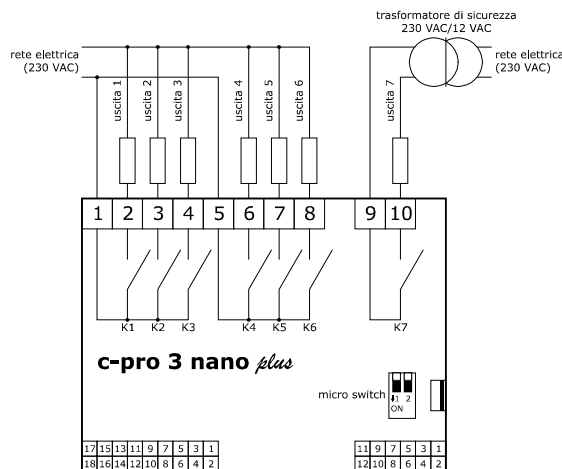 trasformatore di sicurezza
230 VAC/12 VAC
rete elettrica
(230 VAC)
rete elettrica
(230 VAC)
uscita 1
uscita 2
uscita 3
uscita 4
uscita 5
uscita 6
uscita 7
1 2 3 4 5 6 7 8 9 10
K1 K2 K3 K4 K5 K6 K7
c-pro 3 nano plus
micro switch
1 2
ON
17 15 13 11 9 7 5 3 1
18 16 14 12 10 8 6 4 2
11 9 7 5 3 1
12 10 8 6 4 2